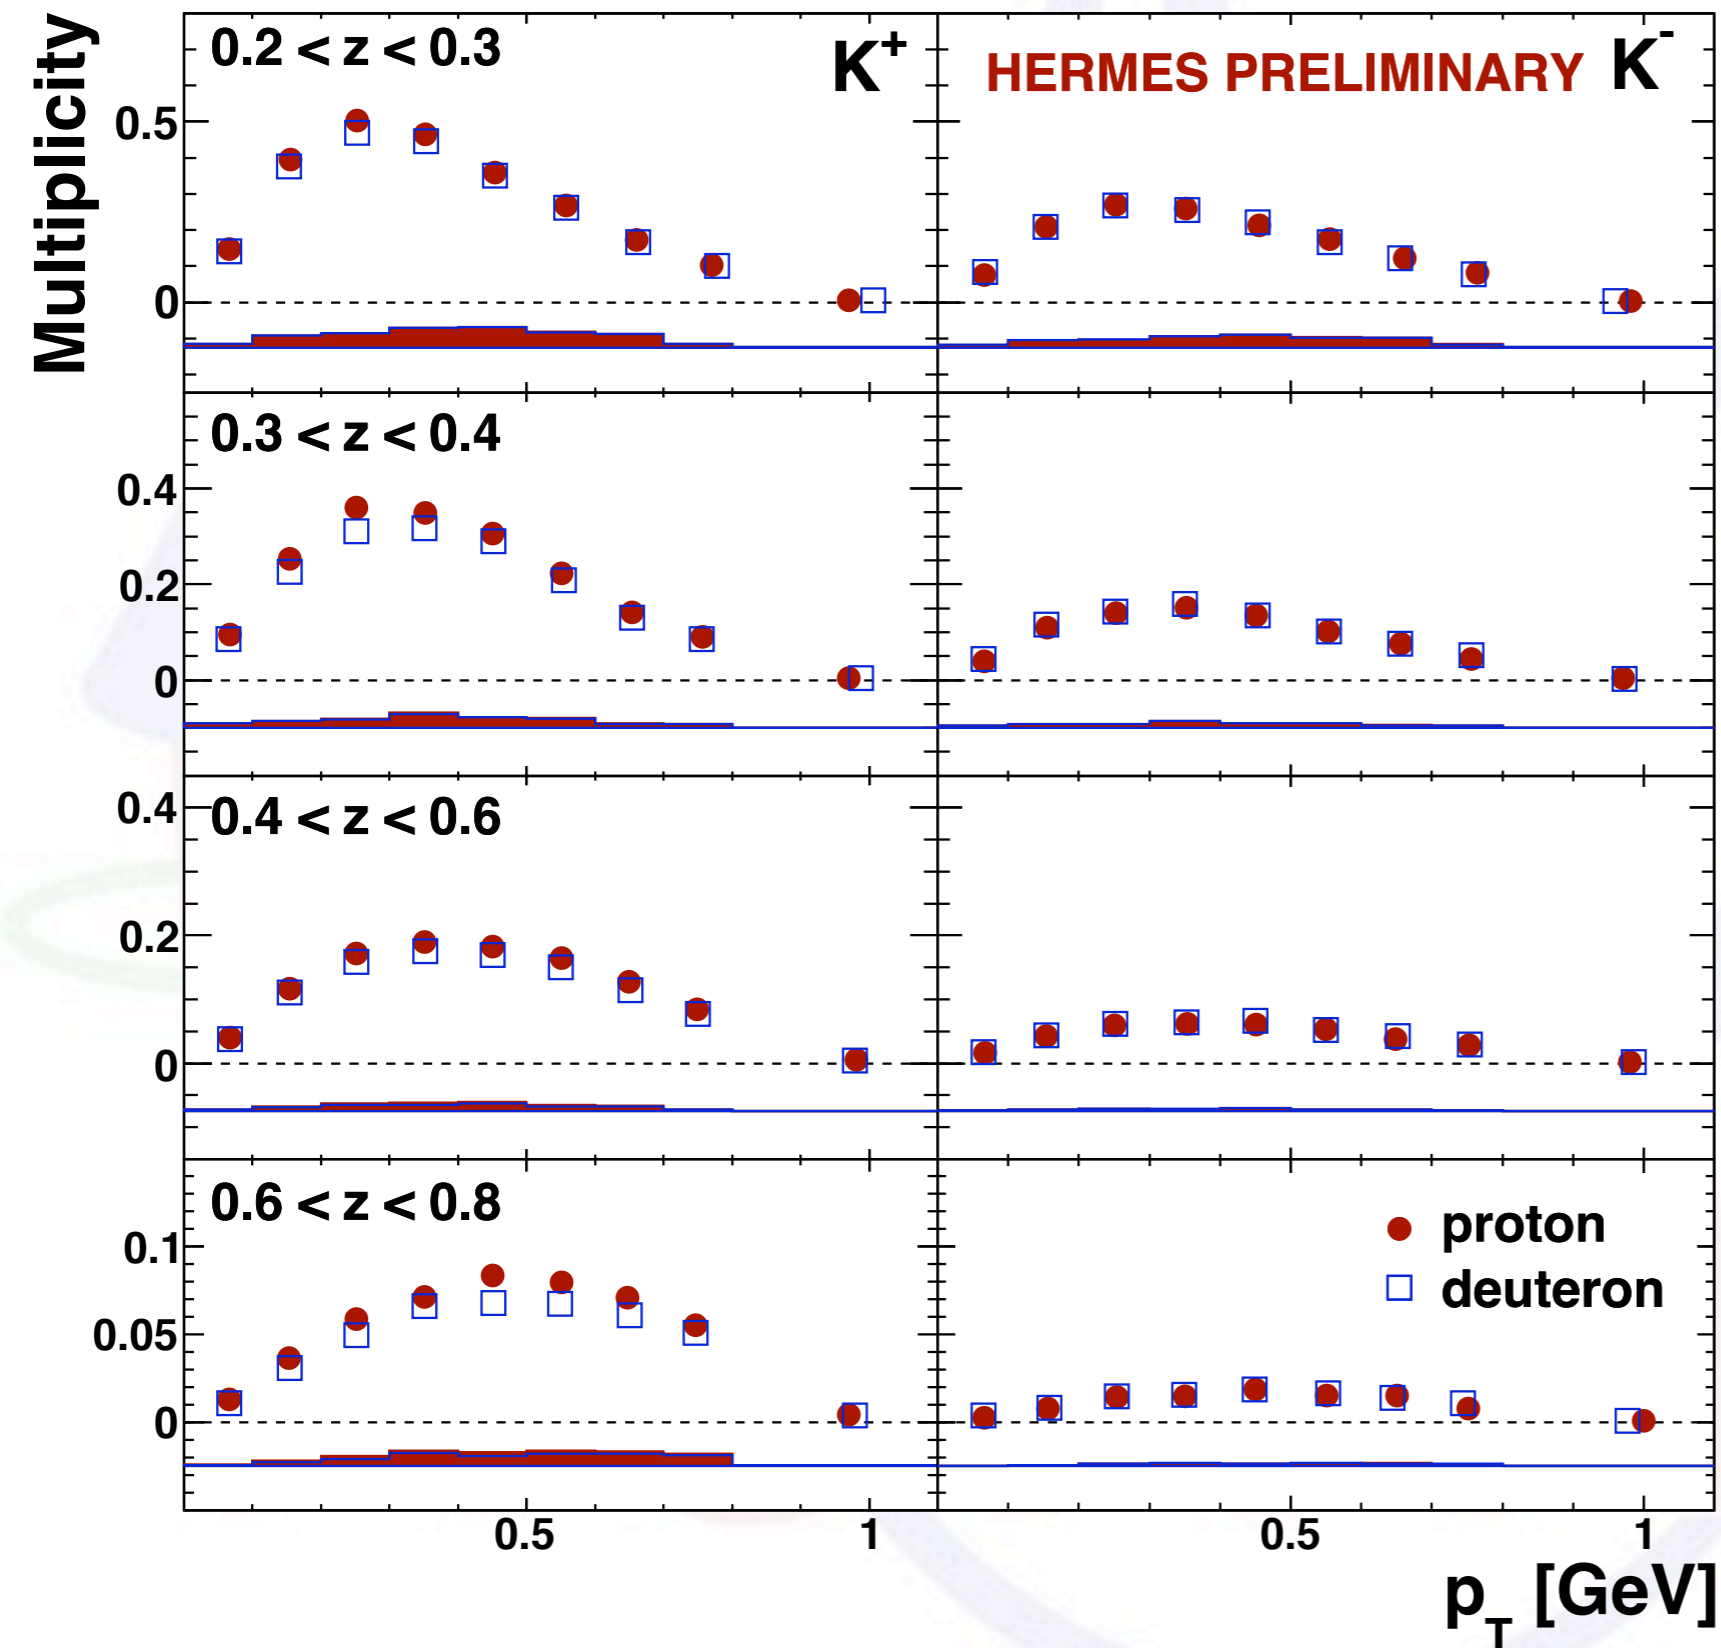 Multiplicity
0.2 < z < 0.3
K+
HERMES PRELIMINARY K-
0.5
0
0.3 < z < 0.4
0.4
0.2
0
0.4 < z < 0.6
0.4
0.2
0
0.6 < z < 0.8
0.1
0.05
0
proton
deuteron
0.5 1 0.5 1
pT [GeV]